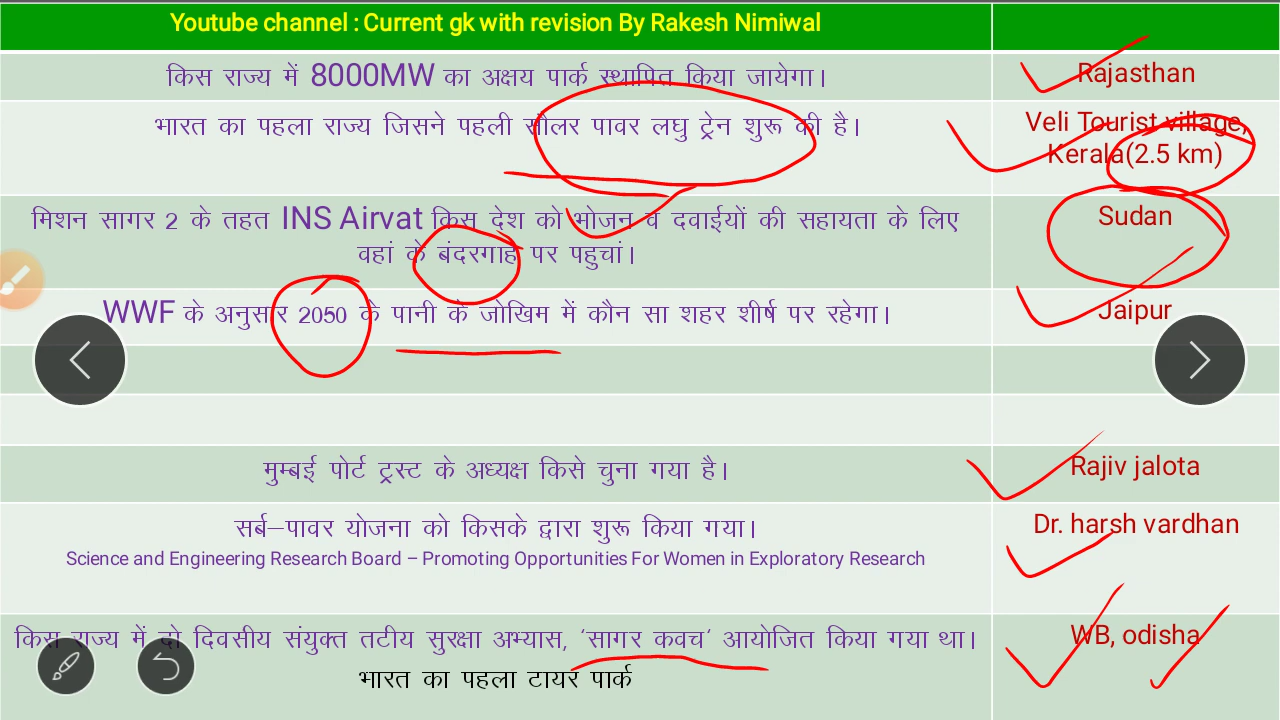 Youtube channel : Current gk with revision By Rakesh Nimiwal
किस राज्य में 8000MW का अक्षय पार्क स्थापित किया जायेगा।
Rajasthan
भारत का पहला राज्य जिसने पहली सोलर पावर लघु ट्रेन शुरू की है।
Veli Tourist village,
Kerala(2.5 km)
मिशन सागर 2 के तहत INS Airvat किस देश को भोजन व दवाईयों की सहायता के लिए
वहां के बंदरगाह पर पहुचां।
Sudan
WWF के अनुसार 2050 के पानी के जोखिम में कौन सा शहर शीर्ष पर रहेगा।
Jaipur
मुम्बई पोर्ट ट्रस्ट के अध्यक्ष किसे चुना गया है।
Rajiv jalota
सर्ब–पावर योजना को किसके द्वारा शुरू किया गया।
Science and Engineering Research Board – Promoting Opportunities For Women in Exploratory Research
Dr. harsh vardhan
किस राज्य में दो दिवसीय संयुक्त तटीय सुरक्षा अभ्यास, ‘सागर कवच’ आयोजित किया गया था।
भारत का पहला टायर पार्क
WB, odisha